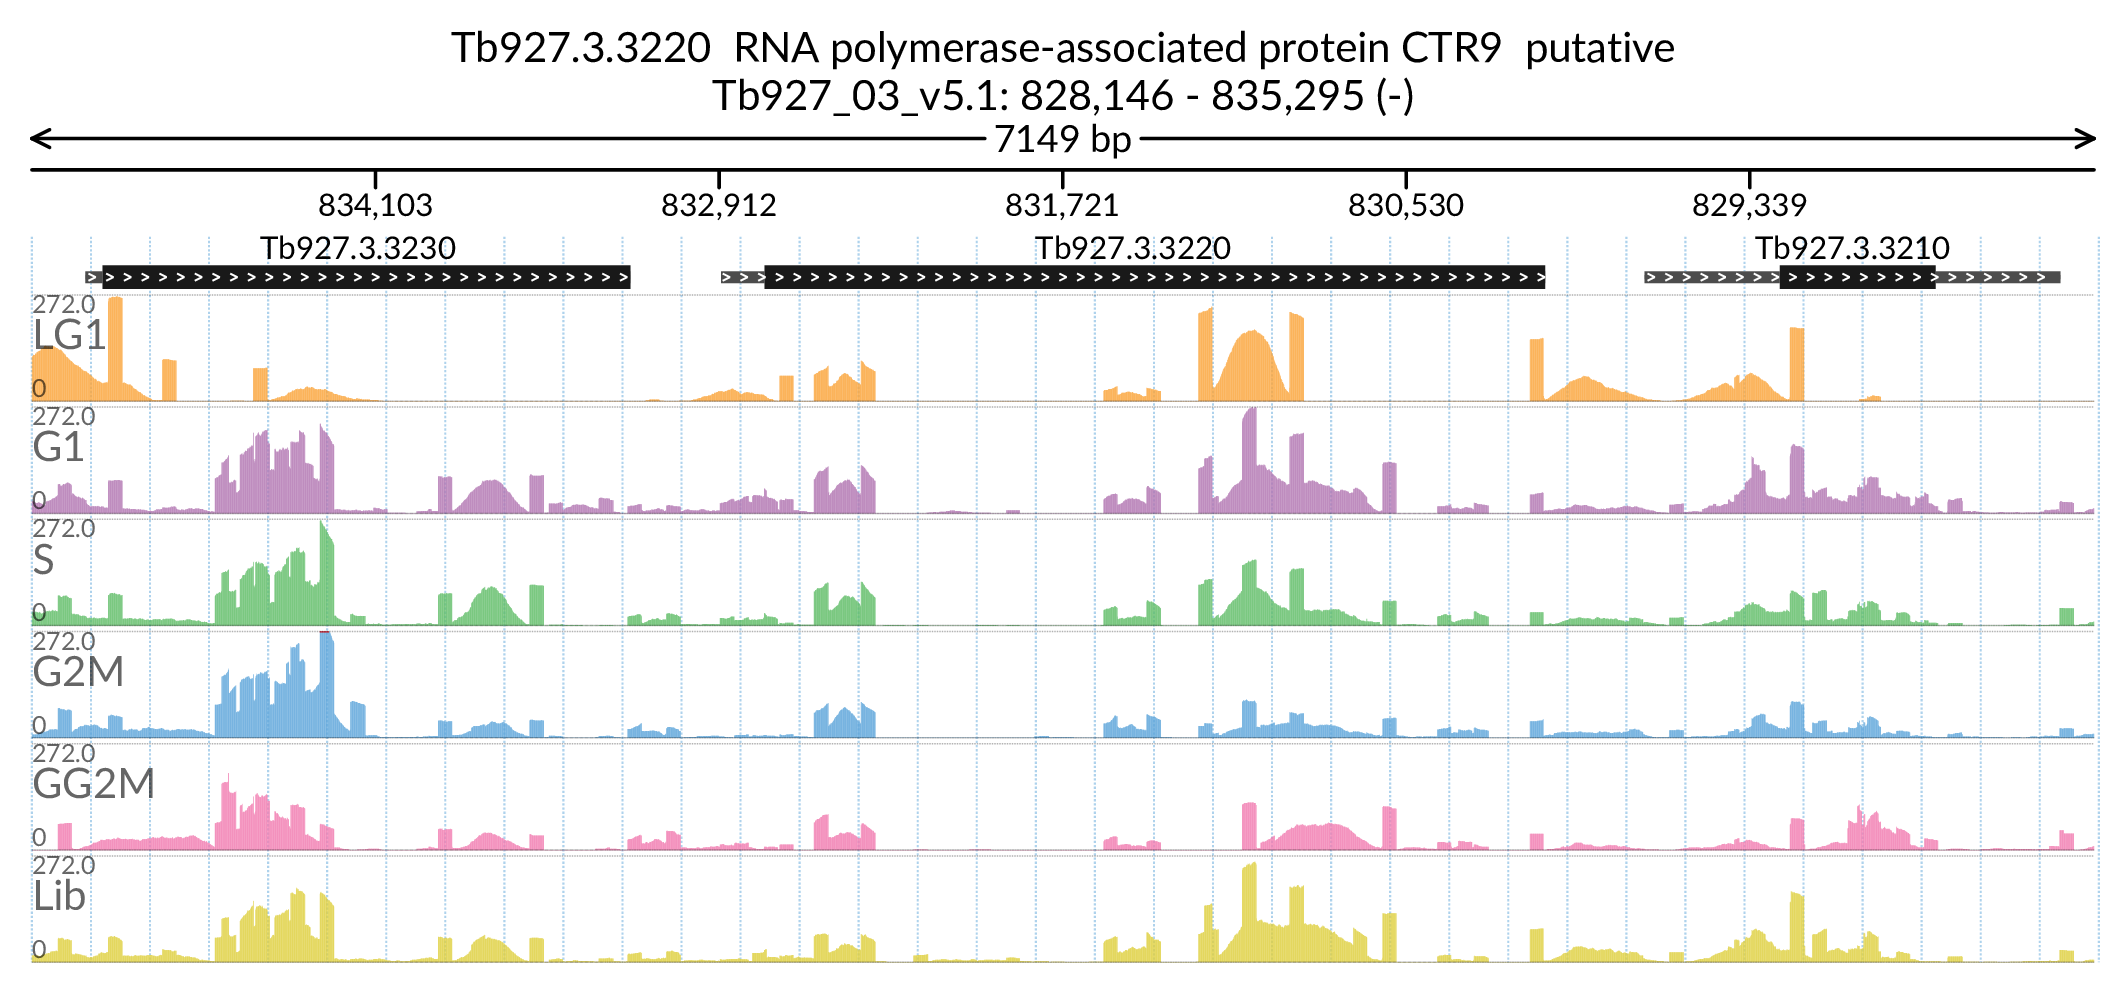 Tb927.3.3220  RNA polymerase-associated protein CTR9  putative
Tb927_03_v5.1: 828,146 - 835,295 (-)
7149 bp
834,103 832,912 831,721 830,530 829,339
Tb927.3.3230 Tb927.3.3220 Tb927.3.3210
272.0
LG1
0
272.0
G1
0
272.0
S
0
272.0
G2M
0
272.0
GG2M
0
272.0
Lib
0